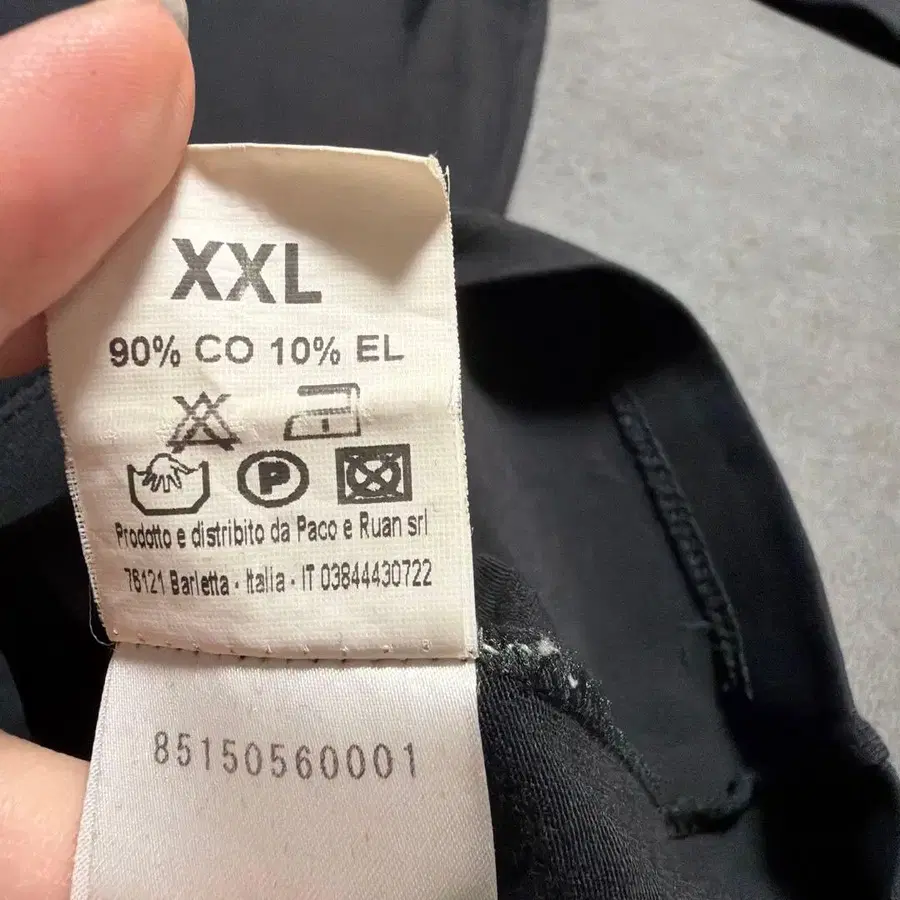 XXL
90% CO 10% EL
P
Prodotto e distribito da Paco e Ruan srl
76121 Barletta - Italia - IT 03844430722
85150560001